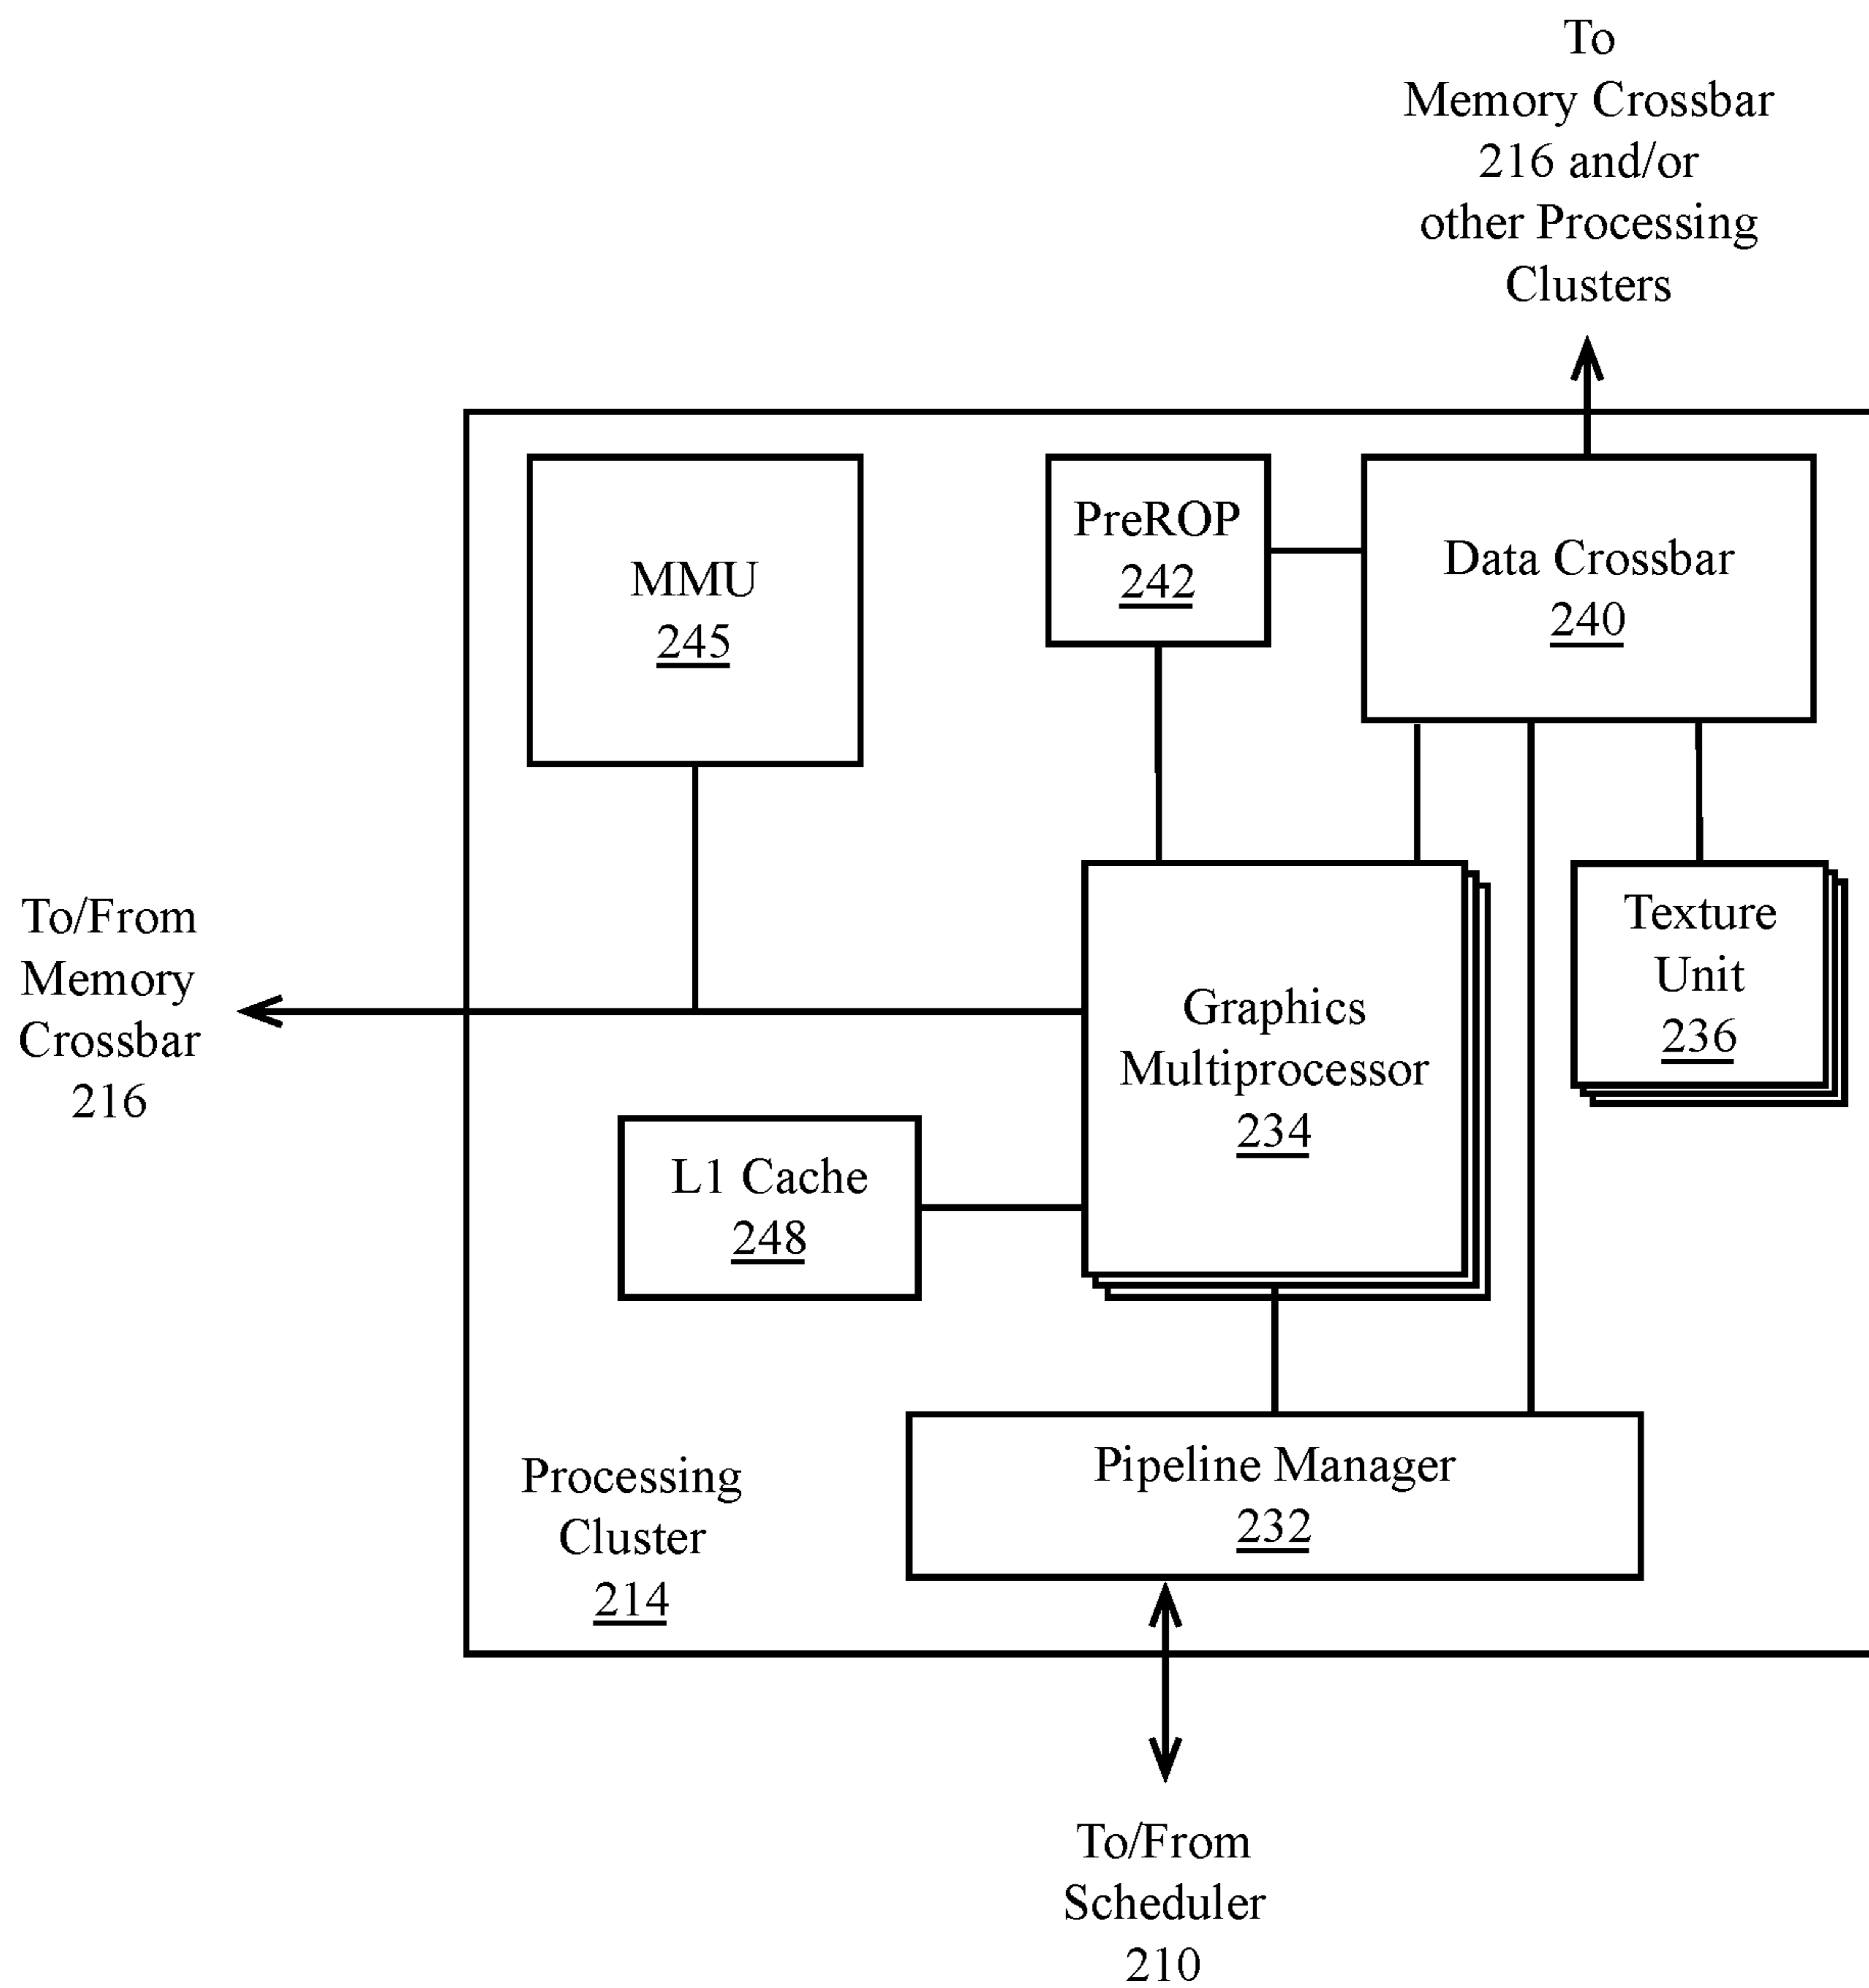 To
Memory Crossbar
216 and/or
other Processing
Clusters
MMU
245
PreROP
242
Data Crossbar
240
To/From
Memory
Crossbar
216
Graphics
Multiprocessor
234
Texture
Unit
236
L1 Cache
248
Processing
Cluster
214
Pipeline Manager
232
To/From
Scheduler
210